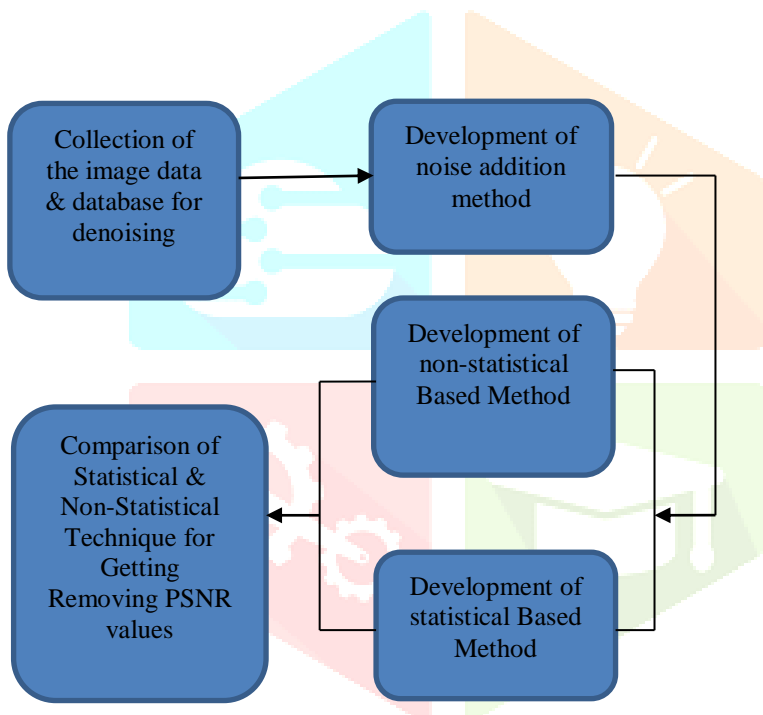 Collection of
the image data
& database for
denoising
Development of
noise addition
method
Development of
non-statistical
Based Method
Development of
statistical Based
Method
Comparison of
Statistical &
Non-Statistical
Technique for
Getting
Removing PSNR
values